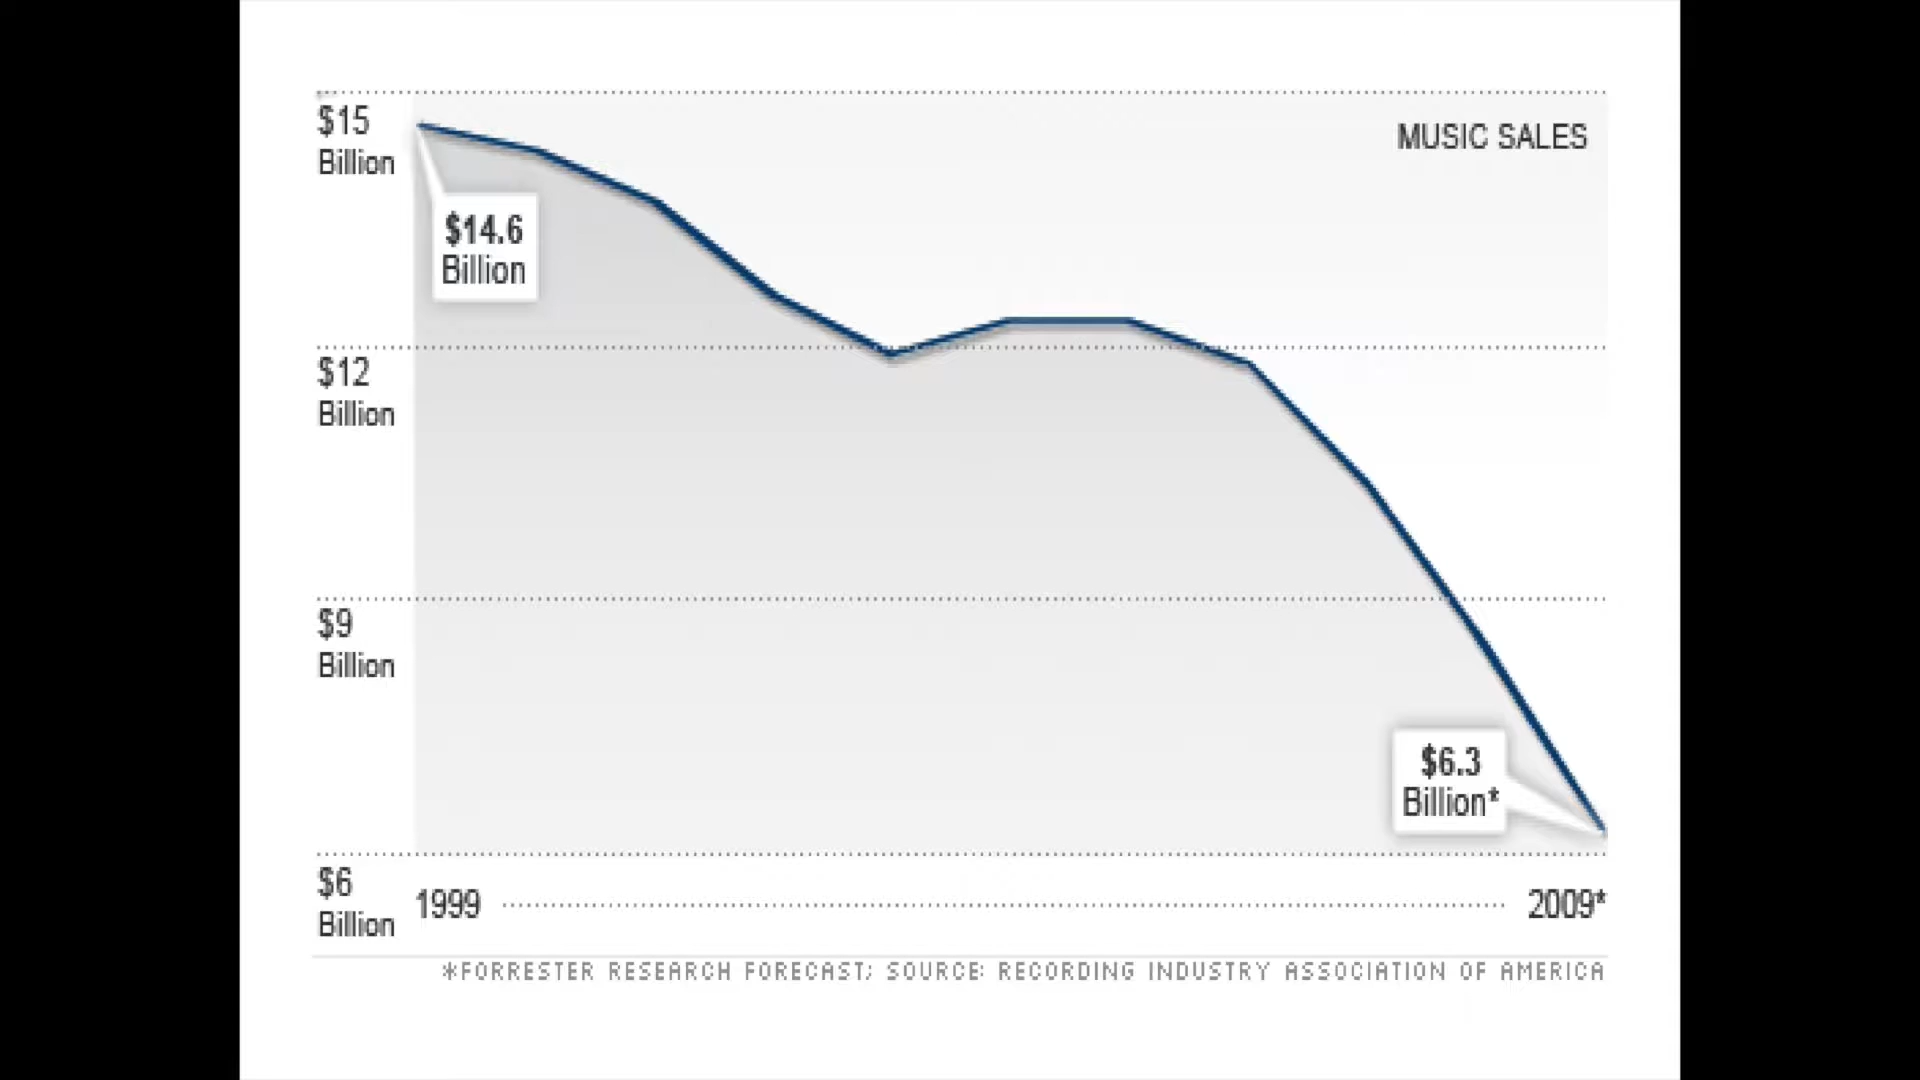 $15
Billion
MUSIC SALES
$14.6
Billion
$12
Billion
$9
Billion
$6.3
Billion*
$6
Billion
1999
2009*
*FORRESTER RESEARCH FORECAST; SOURCE: RECORDING INDUSTRY ASSOCIATION OF AMERICA